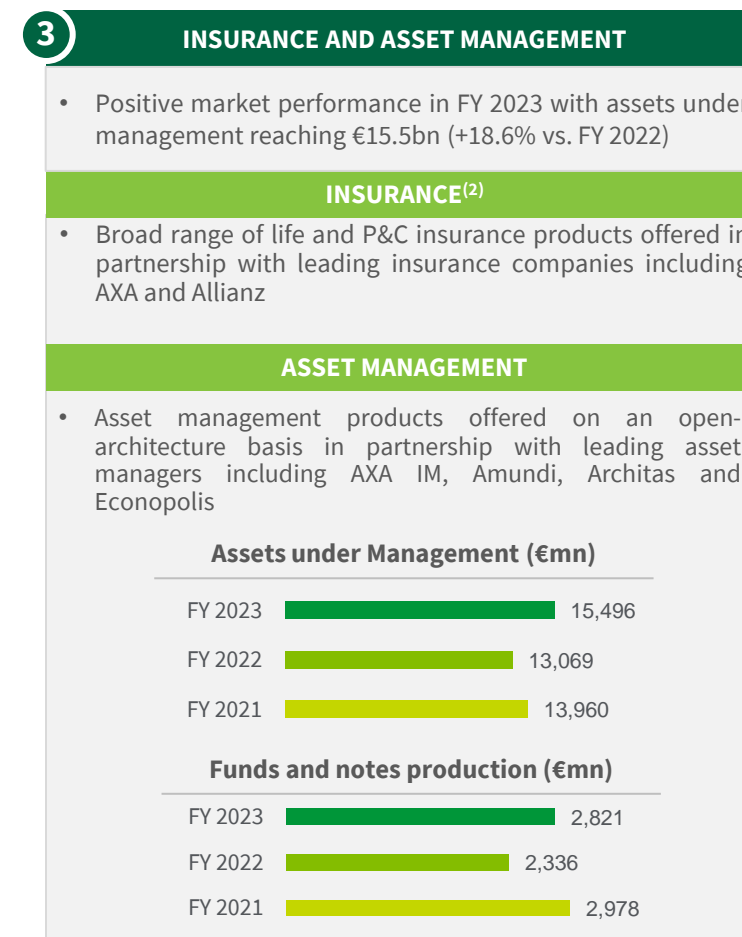 3
INSURANCE AND ASSET MANAGEMENT
• Positive market performance in FY 2023 with assets under
management reaching €15.5bn (+18.6% vs. FY 2022)
INSURANCE(2)
• Broad range of life and P&C insurance products offered in
partnership with leading insurance companies including
AXA and Allianz
ASSET MANAGEMENT
• Asset management products offered on an open-
architecture basis in partnership with leading asset
managers including AXA IM, Amundi, Architas and
Econopolis
Assets under Management (€mn)
FY 2023 15,496
FY 2022 13,069
FY 2021 13,960
Funds and notes production (€mn)
FY 2023 2,821
FY 2022 2,336
FY 2021 2,978